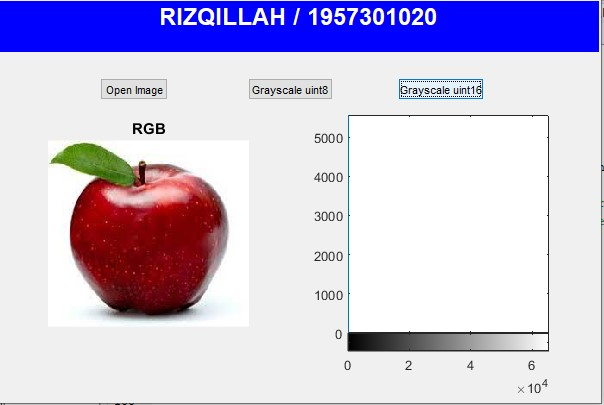 RIZQILLAH / 1957301020
Open Image
Grayscale uint8
Grayscale uint16
RGB
5000
4000
3000
2000
1000
0
0 2 4 6
×10⁴